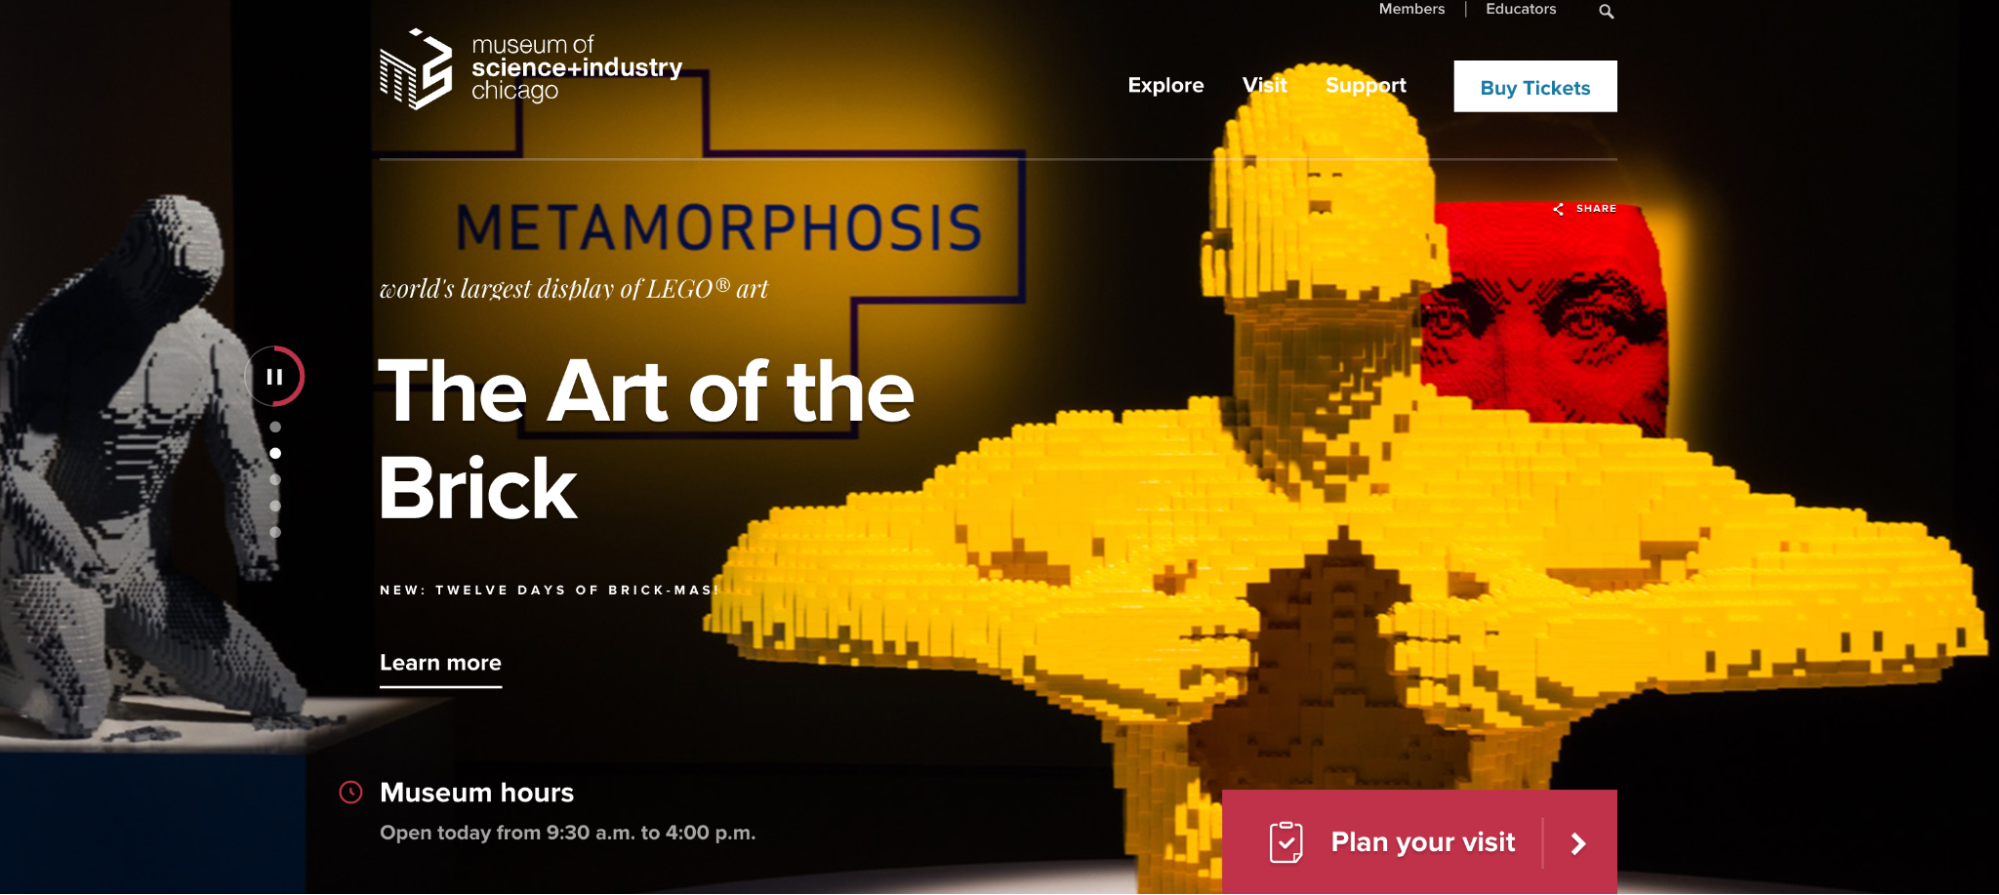 Members
Educators
museum of
science+industry
chicago
Explore
Visit
Support
Buy Tickets
METAMORPHOSIS
SHARE
world's largest display of LEGO® art
The Art of the
Brick
NEW: TWELVE DAYS OF BRICK-MAS!
Learn more
Museum hours
Open today from 9:30 a.m. to 4:00 p.m.
Plan your visit